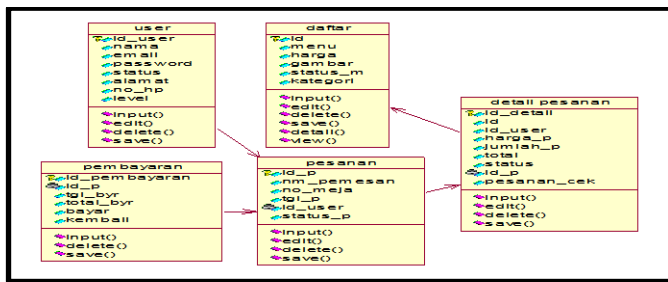 user
id_user
nama
email
password
status
alamat
no_hp
level
input()
edit()
delete()
save()
daftar
id
menu
harga
gambar
status_m
kategori
input()
edit()
delete()
save()
detail()
view()
detail pesanan
id_detail
id
id_user
harga_p
jumlah_p
total
status
id_p
pesanan_cek
input()
edit()
delete()
save()
pembayaran
id_pembayaran
id_p
tgl_byr
total_byr
bayar
kembali
input()
delete()
save()
pesanan
id_p
nm_pemesan
no_meja
tgl_p
id_user
status_p
input()
edit()
delete()
save()